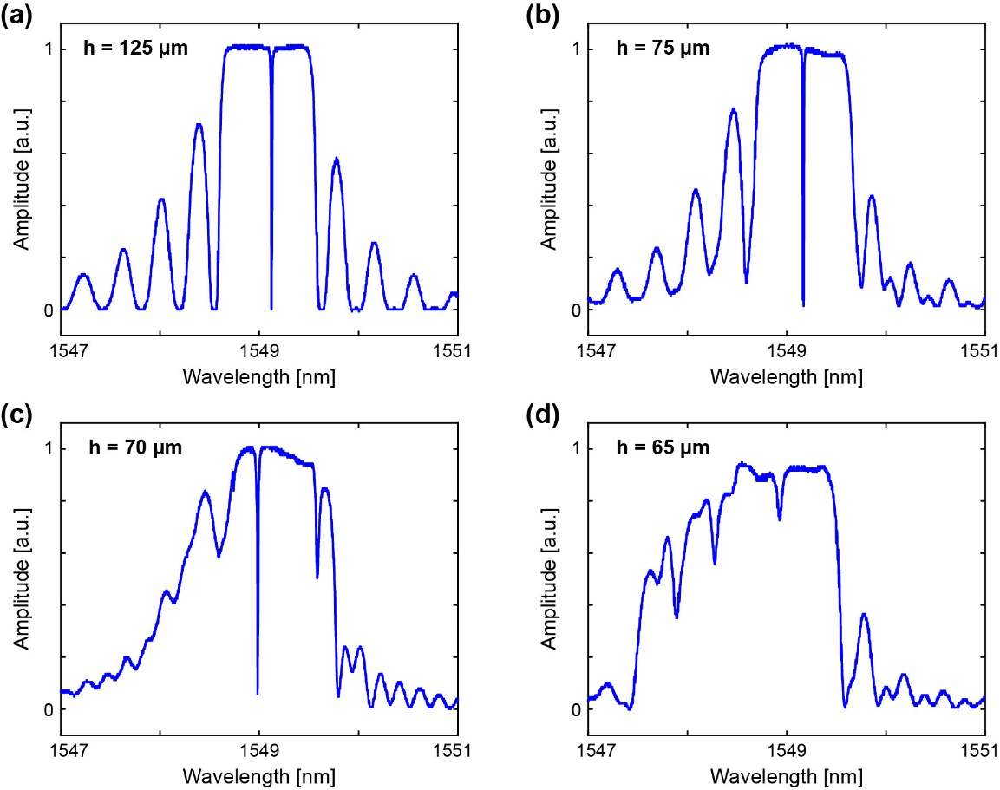 (a)
h = 125 µm
1
0
Amplitude [a.u.]
1547
1549
1551
Wavelength [nm]
(b)
h = 75 µm
1
0
Amplitude [a.u.]
1547
1549
1551
Wavelength [nm]
(c)
h = 70 µm
1
0
Amplitude [a.u.]
1547
1549
1551
Wavelength [nm]
(d)
h = 65 µm
1
0
Amplitude [a.u.]
1547
1549
1551
Wavelength [nm]